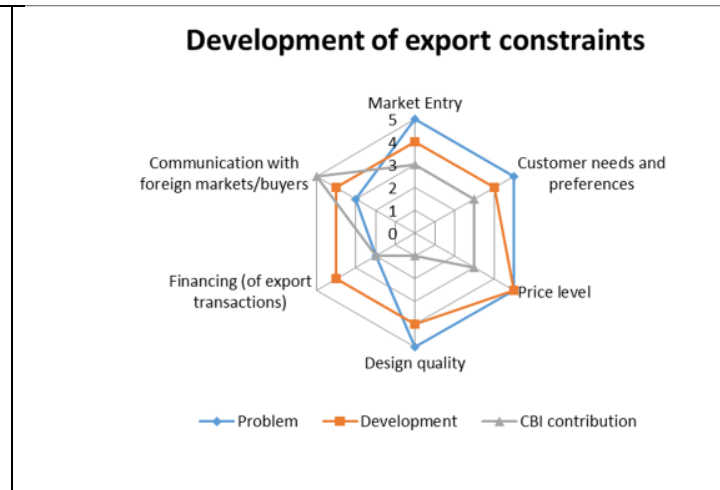 Development of export constraints
Market Entry
5
4
3
2
1
0
Customer needs and
preferences
Price level
Design quality
Financing (of export
transactions)
Communication with
foreign markets/buyers
Problem
Development
CBI contribution